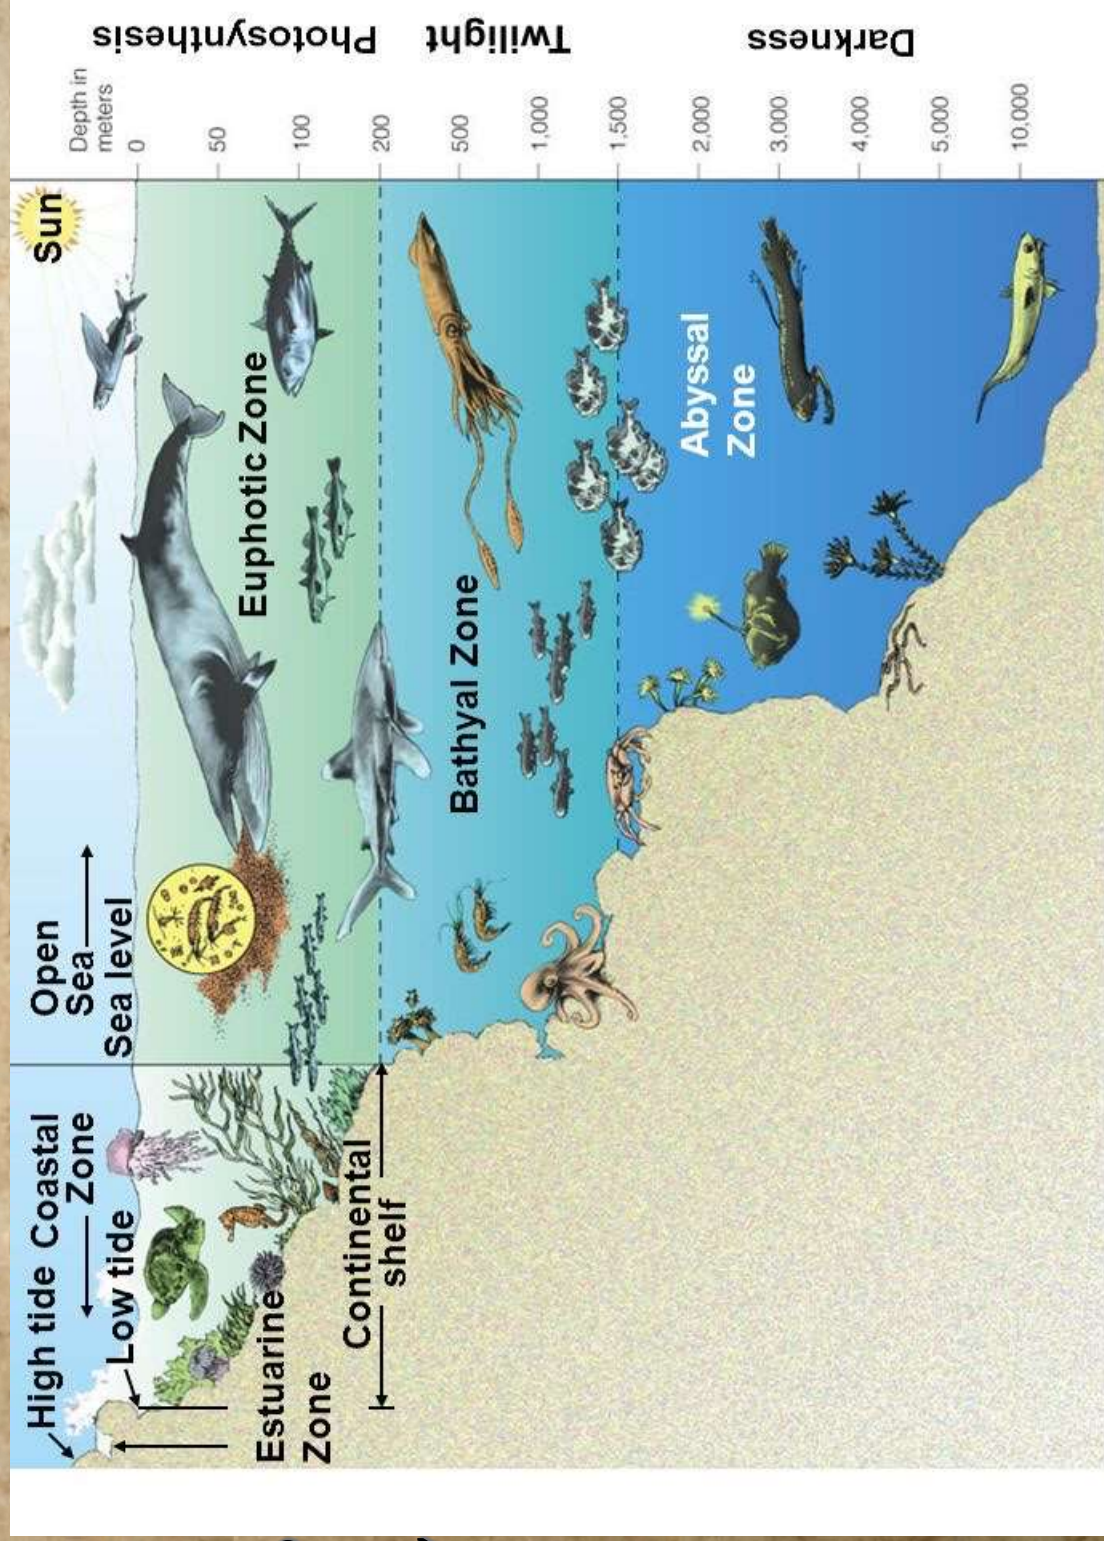 Sun
Depth in
meters
0
50
100
200
500
1,000
1,500
2,000
3,000
4,000
5,000
10,000
Photosynthesis
Twilight
Darkness
High tide
Coastal
Zone
Low tide
Open
Sea
Sea level
Euphotic Zone
Estuarine
Zone
Continental
shelf
Bathyal Zone
Abyssal
Zone